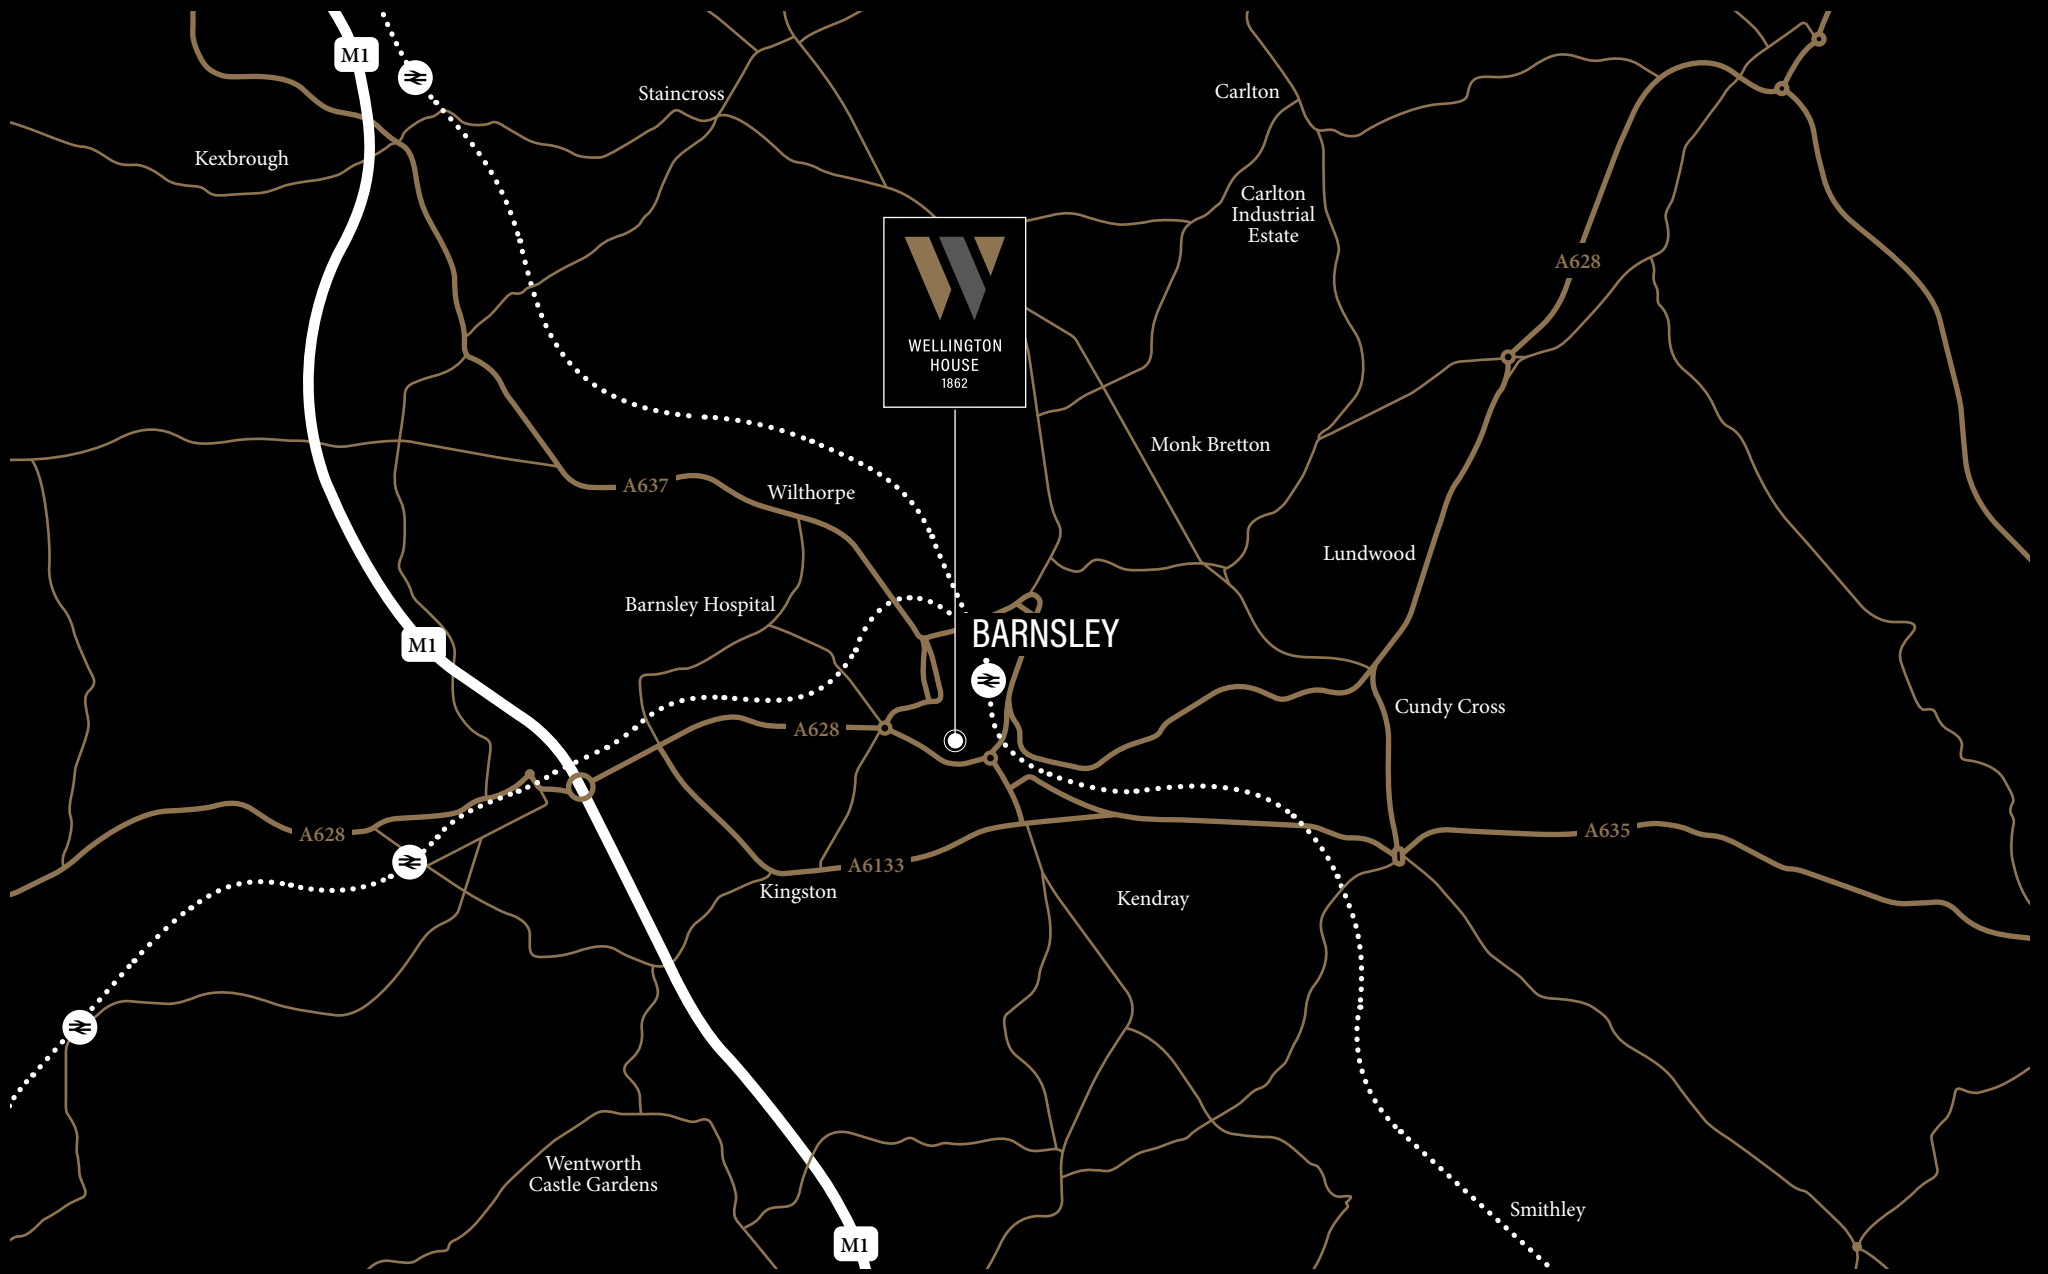 M1
Staincross
Carlton
Kexbrough
Carlton
Industrial
Estate
A628
WELLINGTON
HOUSE
1862
Monk Bretton
A637
Wilthorpe
Lundwood
Barnsley Hospital
BARNSLEY
M1
Cundy Cross
A628
A628
A635
A6133
Kingston
Kendray
Wentworth
Castle Gardens
Smithley
M1